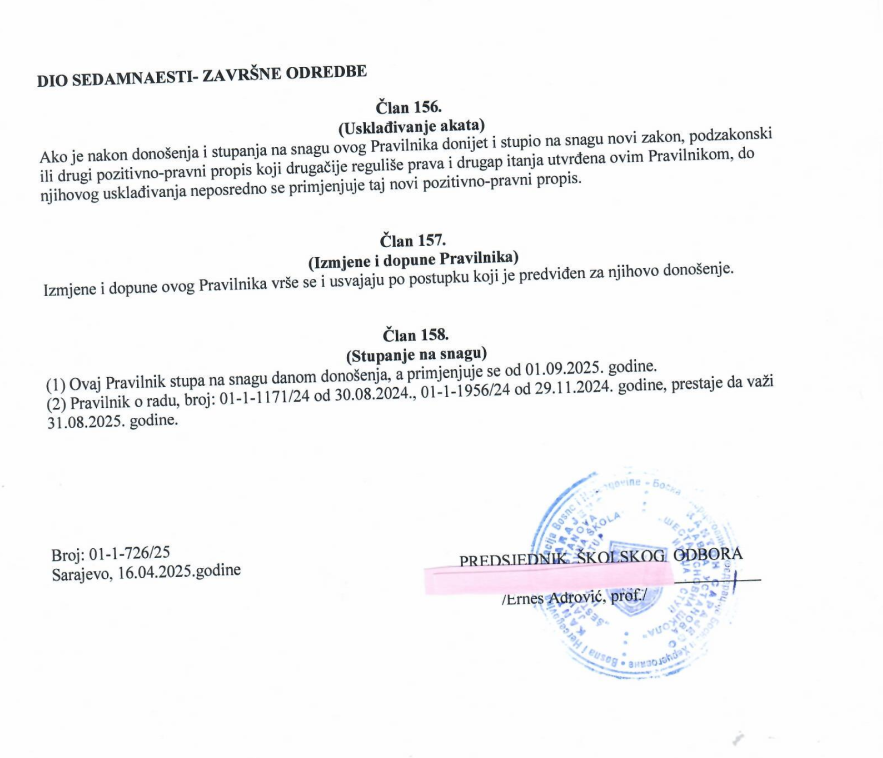 DIO SEDAMNAESTI- ZAVRŠNE ODREDBE
Član 156.
(Usklađivanje akata)
Ako je nakon donošenja i stupanja na snagu ovog Pravilnika donijet i stupio na snagu novi zakon, podzakonski
ili drugi pozitivno-pravni propis koji drugačije reguliše prava i drugap itanja utvrđena ovim Pravilnikom, do
njihovog usklađivanja neposredno se primjenjuje taj novi pozitivno-pravni propis.
Član 157.
(Izmjene i dopune Pravilnika)
Izmjene i dopune ovog Pravilnika vrše se i usvajaju po postupku koji je predviđen za njihovo donošenje.
Član 158.
(Stupanje na snagu)
(1) Ovaj Pravilnik stupa na snagu danom donošenja, a primjenjuje se od 01.09.2025. godine.
(2) Pravilnik o radu, broj: 01-1-1171/24 od 30.08.2024., 01-1-1956/24 od 29.11.2024. godine, prestaje da važi
31.08.2025. godine.
Broj: 01-1-726/25
Sarajevo, 16.04.2025.godine
PREDSJEDNIK ŠKOLSKOG ODBORA
/Ernes Adrović, prof./